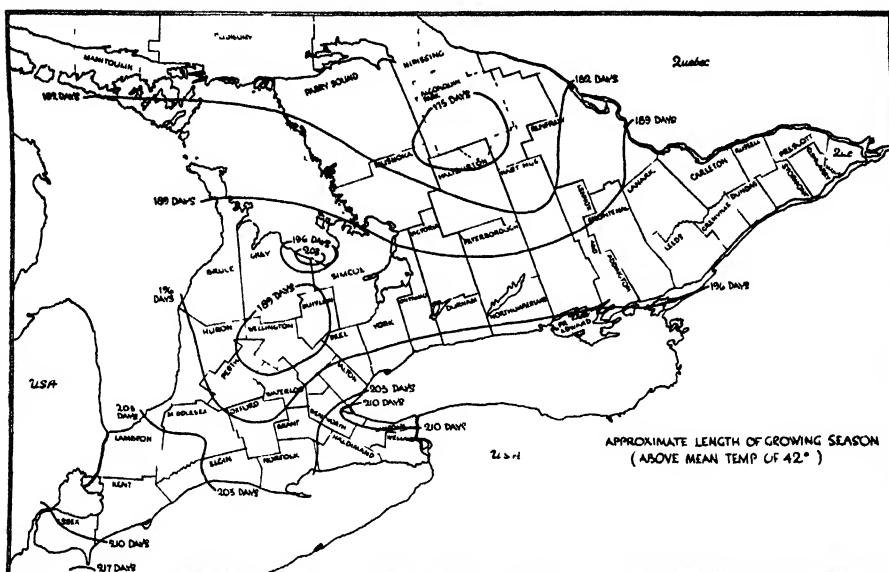 MANITOULIN
SUDBURY
NIPISSING
PARRY SOUND
ALGONQUIN
PARK
175 DAYS
182 DAYS
Quebec
182 DAYS
189 DAYS
RENFREW
MUSKOKA
HALIBURTON
HASTINGS
PRESCOTT
RUSSELL
CARLETON
Que
STORMONT
DUNDAS
GRENVILLE
LANARK
LEEDS
FRONTENAC
LENNOX
AND
ADDINGTON
189 DAYS
VICTORIA
PETERBOROUGH
196 DAYS
203
GREY
BRUCE
SIMCOE
196
DAYS
189 DAYS
DUFFERIN
ONTARIO
DURHAM
NORTHUMBERLAND
196 DAYS
PR. EDWARD
HURON
WELLINGTON
PEEL
YORK
PERTH
HALTON
WATERLOO
USA
203 DAYS
210 DAYS
203
DAYS
MIDDLESEX
OXFORD
BRANT
WENTWORTH
LINCOLN
WELLAND
210 DAYS
LAMBTON
HALDIMAND
ELGIN
NORFOLK
USA
KENT
203 DAYS
ESSEX
210 DAYS
217 DAYS
APPROXIMATE LENGTH OF GROWING SEASON
(ABOVE MEAN TEMP OF 42°)